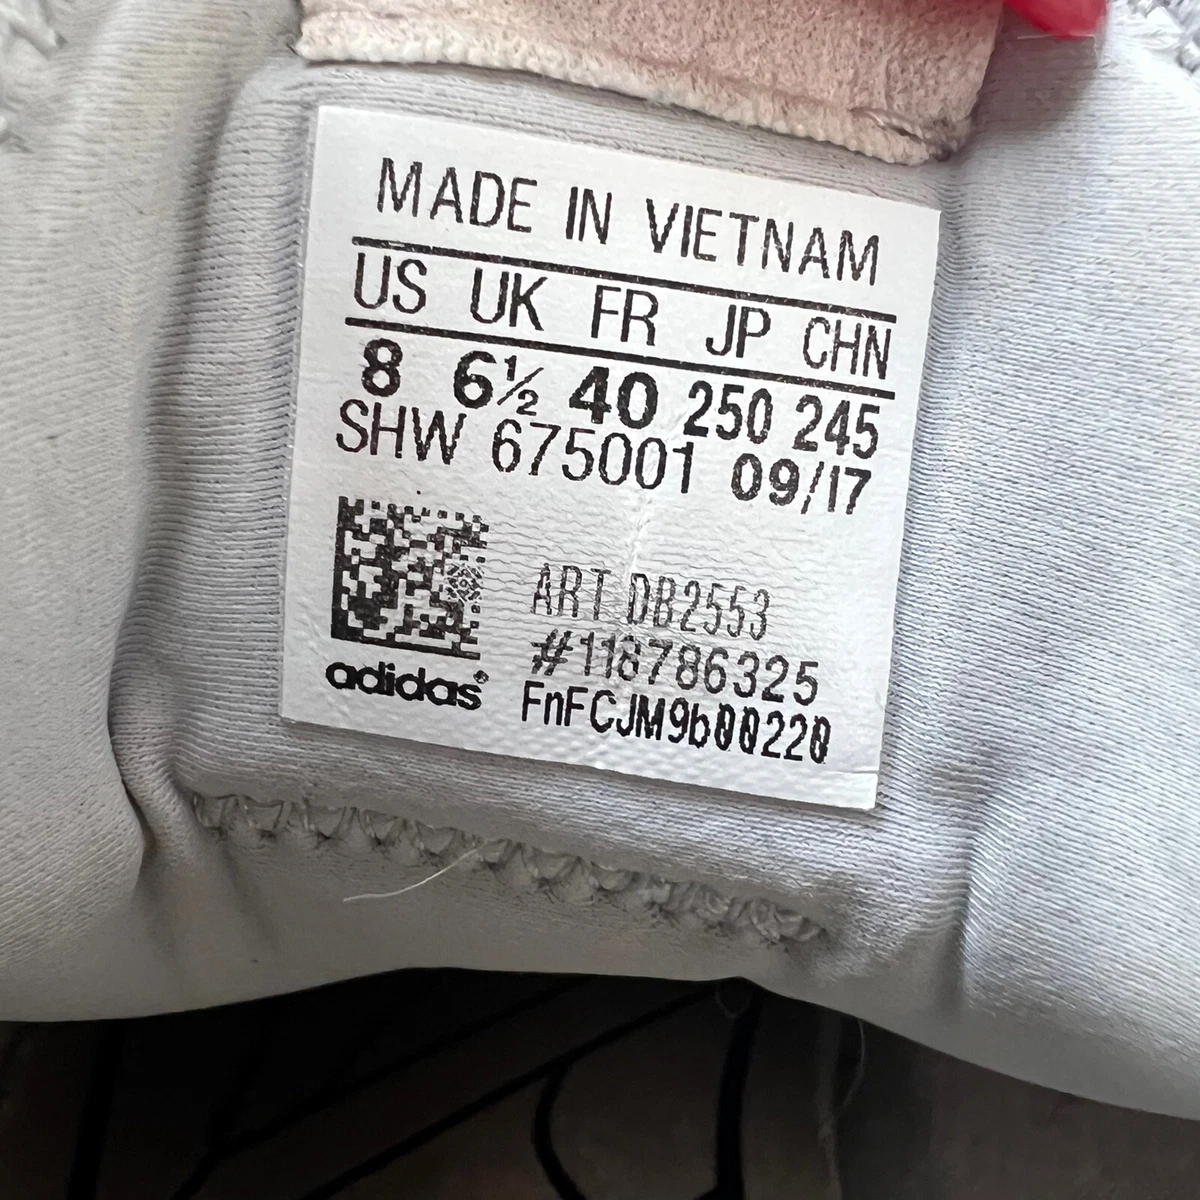 MADE IN VIETNAM
US UK FR JP CHN
8 6½ 40 250 245
SHW 675001 09/17
ART DB2553
#118786325
adidas® FnFCJM9b00220